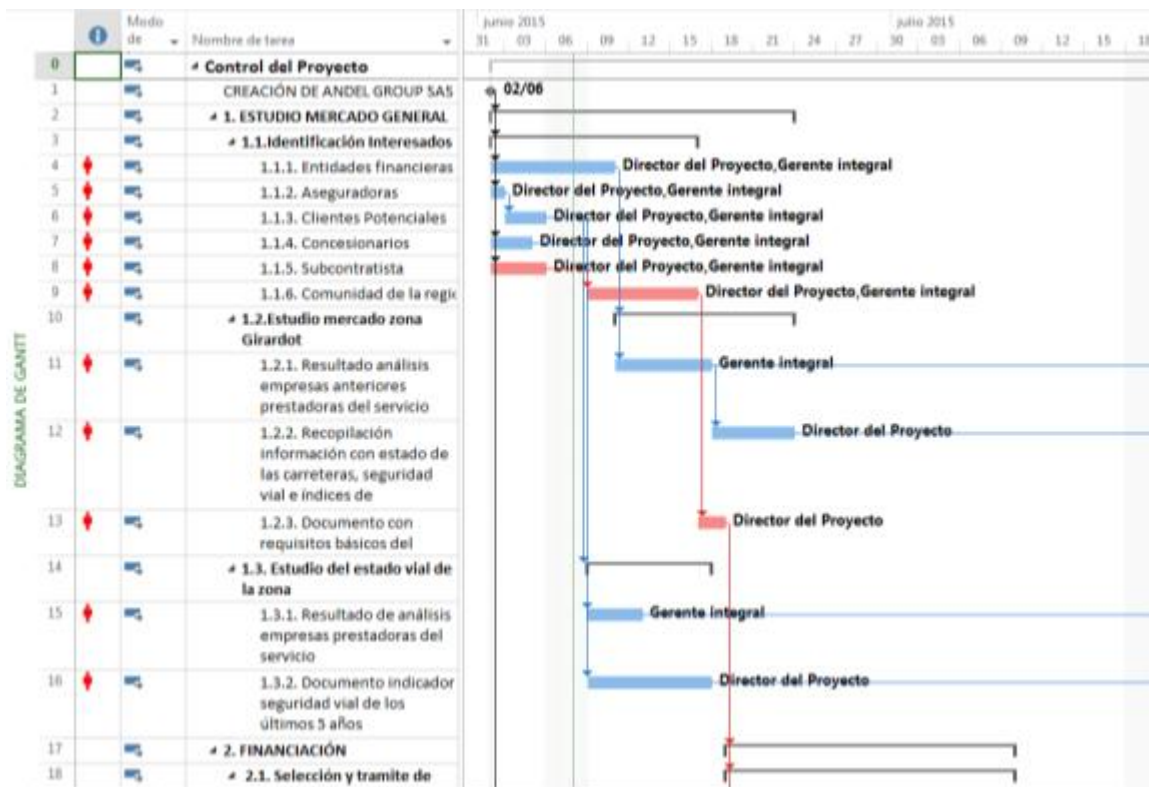 DIAGRAMA DE GANTT
Modo de
Nombre de tarea
junio 2015
julio 2015
31 03 06 09 12 15 18 21 24 27 30 03 06 09 12 15 18
0 Control del Proyecto
1 CREACIÓN DE ANDEL GROUP SAS 02/06
2 1. ESTUDIO MERCADO GENERAL
3 1.1.Identificación Interesados
4 1.1.1. Entidades financieras Director del Proyecto,Gerente integral
5 1.1.2. Aseguradoras Director del Proyecto,Gerente integral
6 1.1.3. Clientes Potenciales Director del Proyecto,Gerente integral
7 1.1.4. Concesionarios Director del Proyecto,Gerente integral
8 1.1.5. Subcontratista Director del Proyecto,Gerente integral
9 1.1.6. Comunidad de la regic Director del Proyecto,Gerente integral
10 1.2.Estudio mercado zona
Girardot
11 1.2.1. Resultado análisis Gerente integral
empresas anteriores
prestadoras del servicio
12 1.2.2. Recopilación Director del Proyecto
información con estado de
las carreteras, seguridad
vial e índices de
13 1.2.3. Documento con Director del Proyecto
requisitos básicos del
14 1.3. Estudio del estado vial de
la zona
15 1.3.1. Resultado de análisis Gerente integral
empresas prestadoras del
servicio
16 1.3.2. Documento indicador Director del Proyecto
seguridad vial de los
últimos 5 años
17 2. FINANCIACIÓN
18 2.1. Selección y tramite de